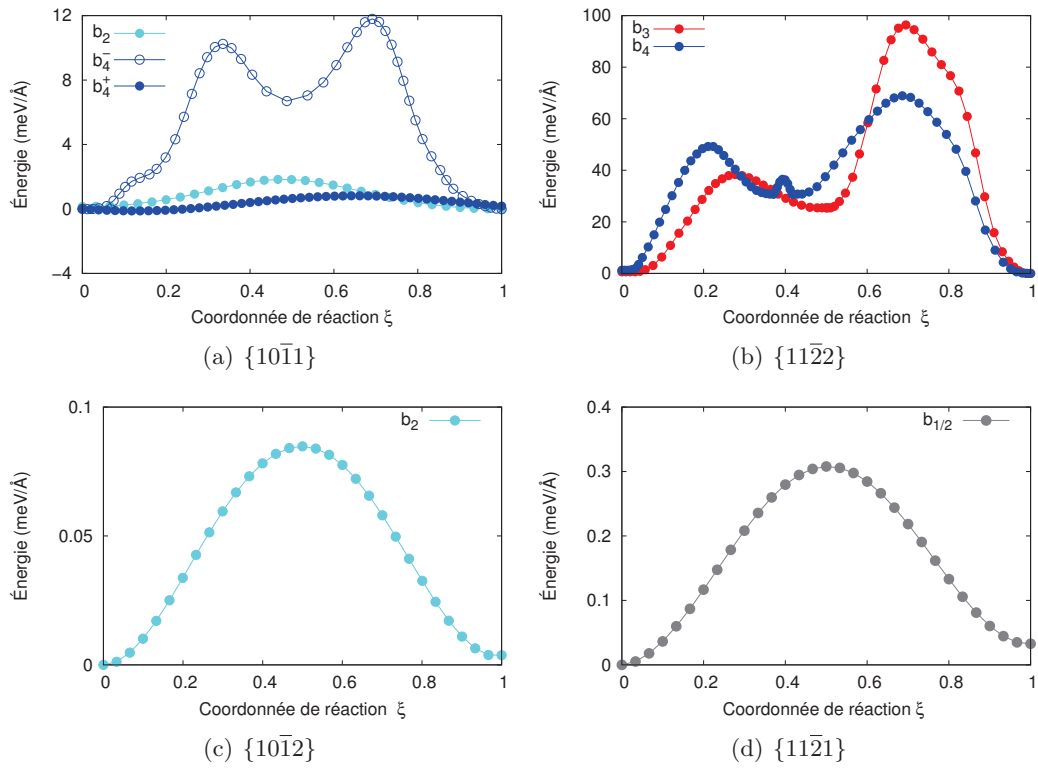 12
8
4
0
−4
b2
b4−
b4+
Énergie (meV/Å)
0 0.2 0.4 0.6 0.8 1
Coordonnée de réaction ξ
(a) {101̅1}
100
80
60
40
20
0
b3
b4
Énergie (meV/Å)
0 0.2 0.4 0.6 0.8 1
Coordonnée de réaction ξ
(b) {112̅2}
0.1
0.05
0
b2
Énergie (meV/Å)
0 0.2 0.4 0.6 0.8 1
Coordonnée de réaction ξ
(c) {101̅2}
0.4
0.3
0.2
0.1
0
b1/2
Énergie (meV/Å)
0 0.2 0.4 0.6 0.8 1
Coordonnée de réaction ξ
(d) {112̅1}